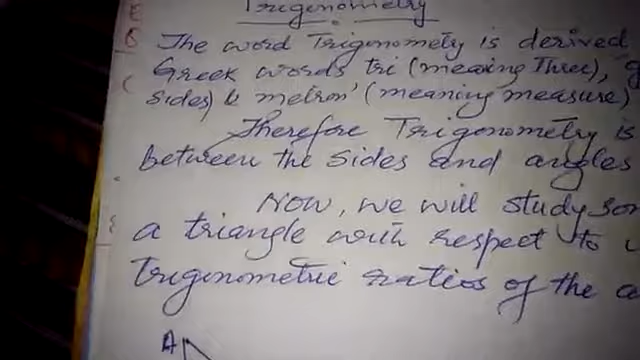 Trigonometry
The word Trigonometry is derived
Greek words tri (meaning Three), g
sides) & metron' (meaning measure)
Therefore Trigonometry is
between the sides and angles
Now, we will study som
a triangle with respect to
Trigonometric ratios of the a
A